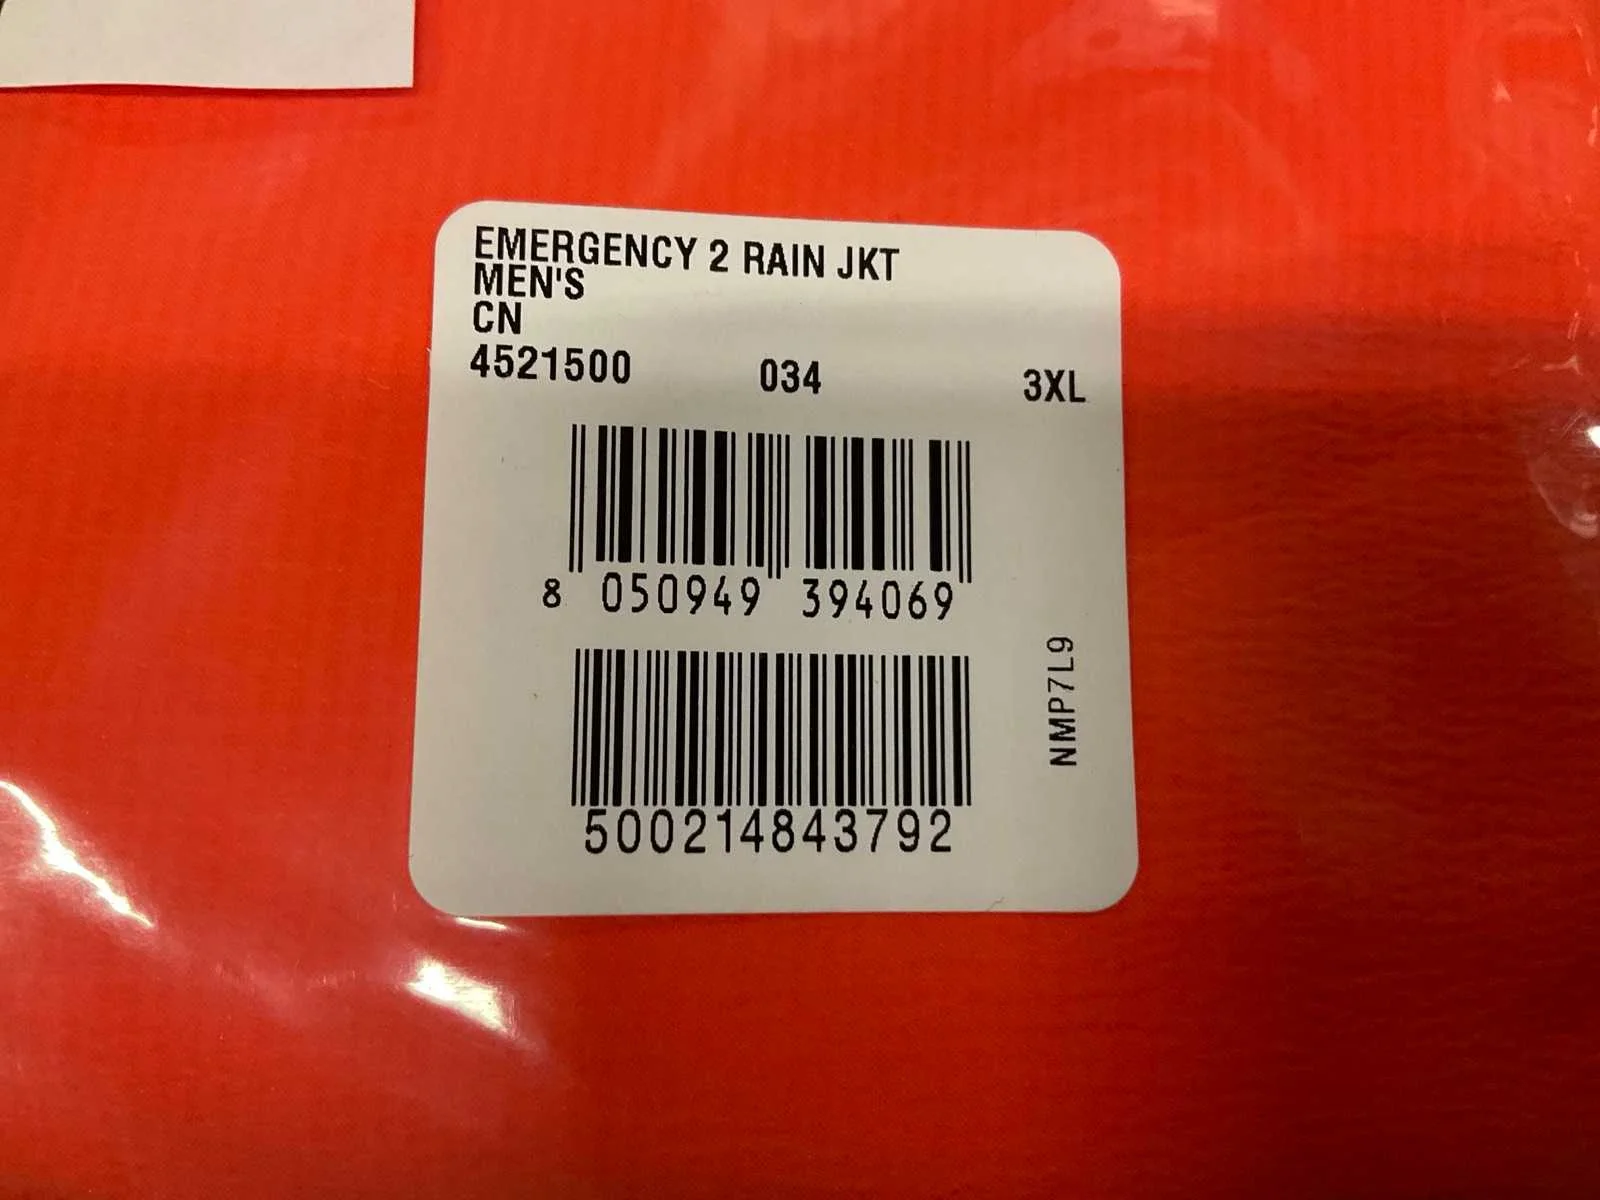 EMERGENCY 2 RAIN JKT
MEN'S
CN
4521500 034 3XL
8 050949 394069
NMP7L9
500214843792